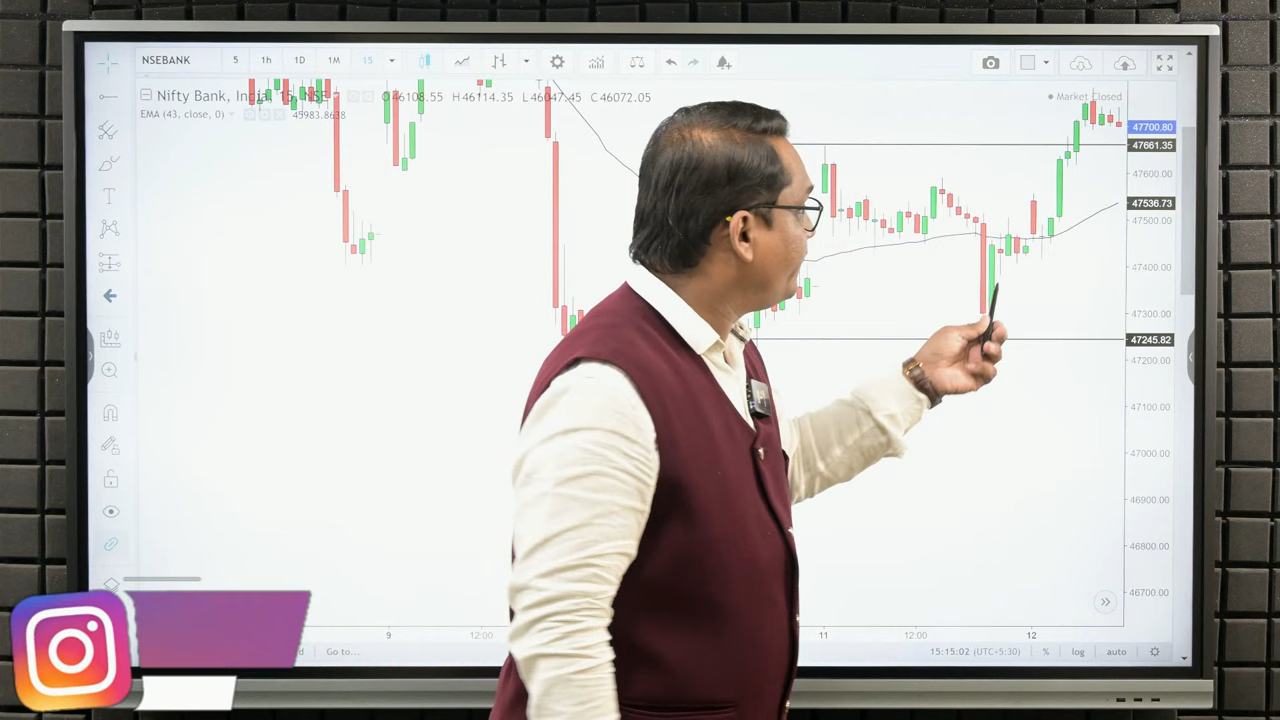 NSEBANK 5 1h 1D 1M 15
Nifty Bank, India, 15, NSE O46108.55 H46114.35 L46047.45 C46072.05
EMA (43, close, 0) 45983.8638
Market Closed
47700.80
47661.35
47600.00
47536.73
47500.00
47400.00
47300.00
47245.82
47200.00
47100.00
47000.00
46900.00
46800.00
46700.00
9 12:00 11 12:00 12
Go to... 15:15:02 (UTC+5:30) % log auto